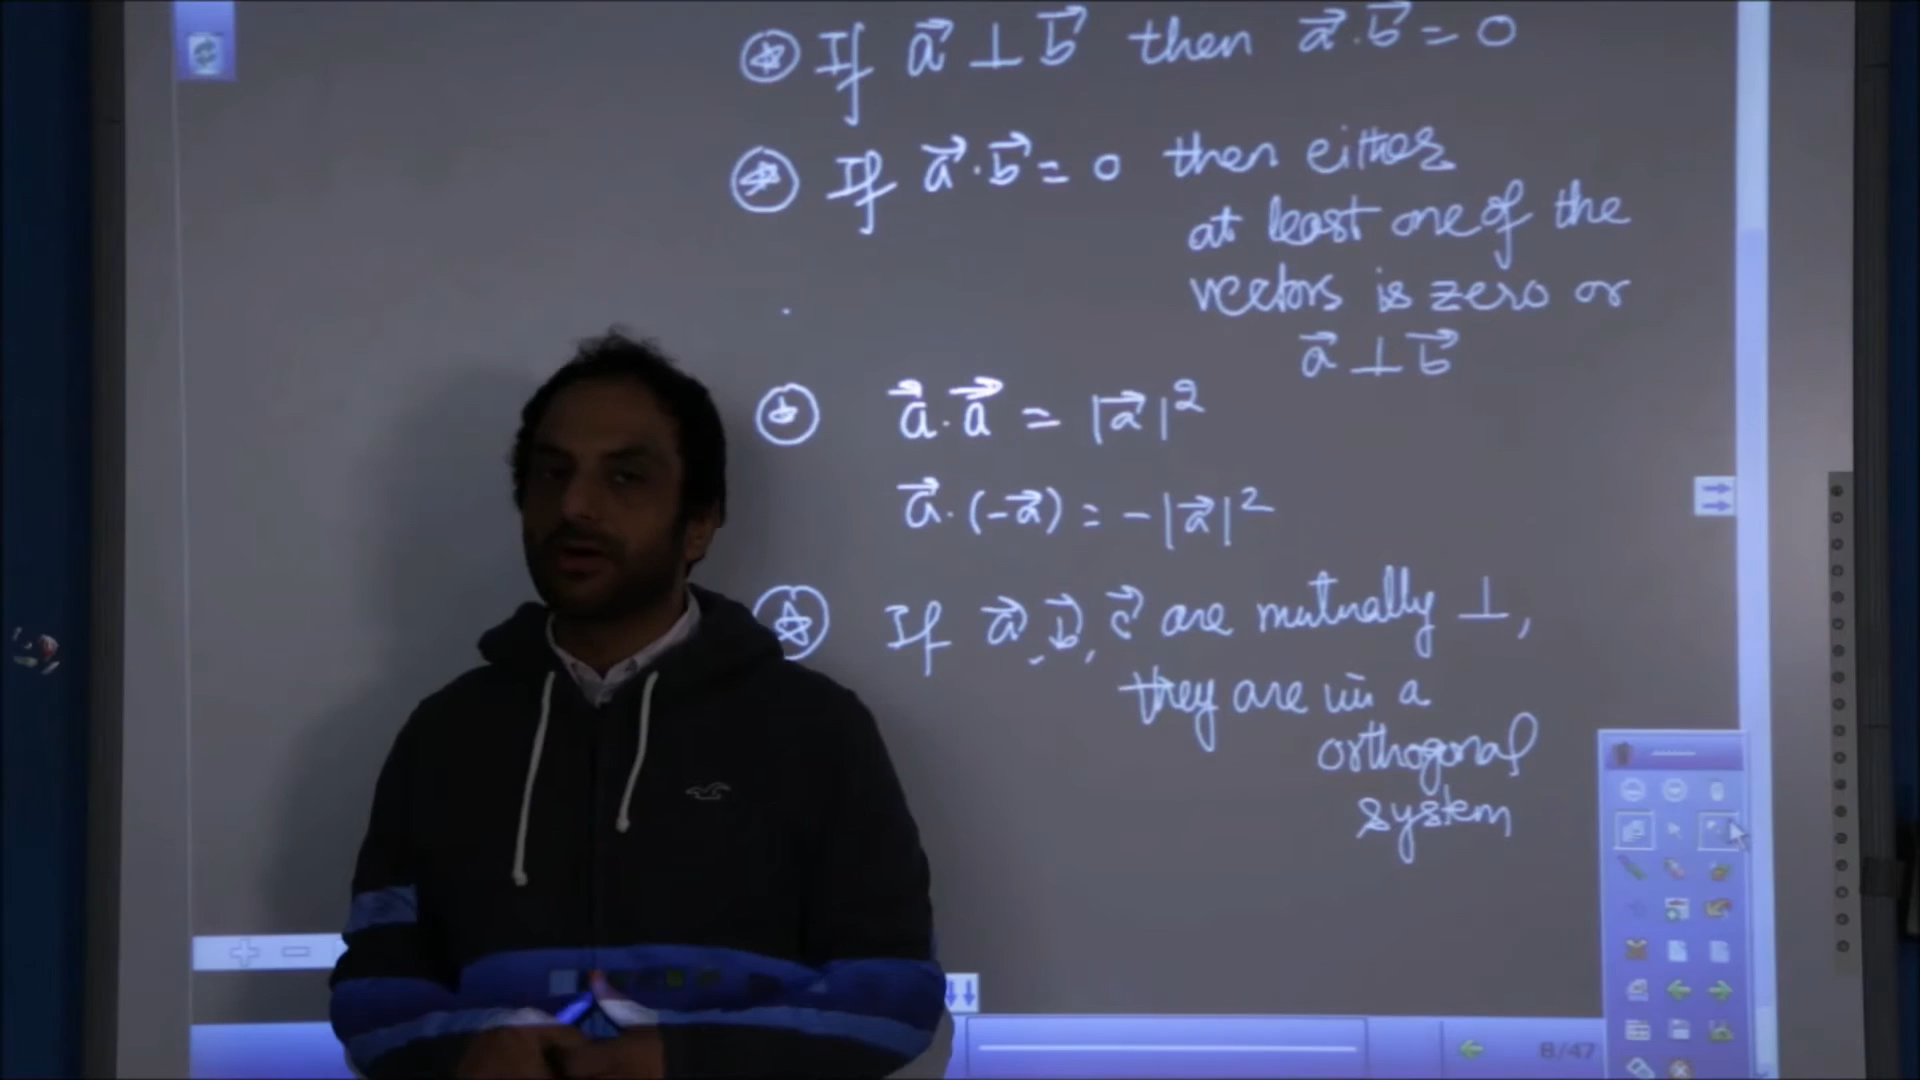 If a⃗ ⊥ b⃗ then a⃗.b⃗ = 0
If a⃗.b⃗ = 0 then either
at least one of the
vectors is zero or
a⃗ ⊥ b⃗
a⃗.a⃗ = |a⃗|²
a⃗.(-a⃗) = -|a⃗|²
If a⃗, b⃗, c⃗ are mutually ⊥,
they are in a
orthogonal
system
8/47